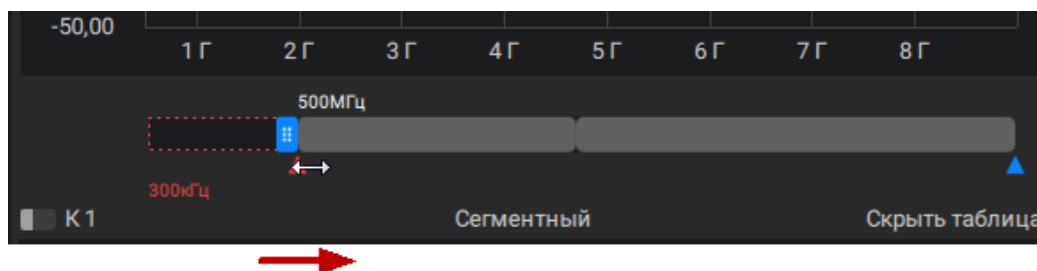 -50,00
1 Г 2 Г 3 Г 4 Г 5 Г 6 Г 7 Г 8 Г
500МГц
300кГц
К 1 Сегментный Скрыть таблица